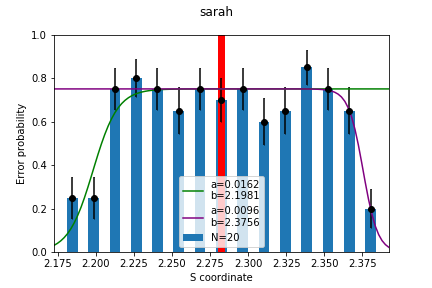 sarah
Error probability
1.0
0.8
0.6
0.4
0.2
0.0
a=0.0162
b=2.1981
a=0.0096
b=2.3756
N=20
2.175 2.200 2.225 2.250 2.275 2.300 2.325 2.350 2.375
S coordinate